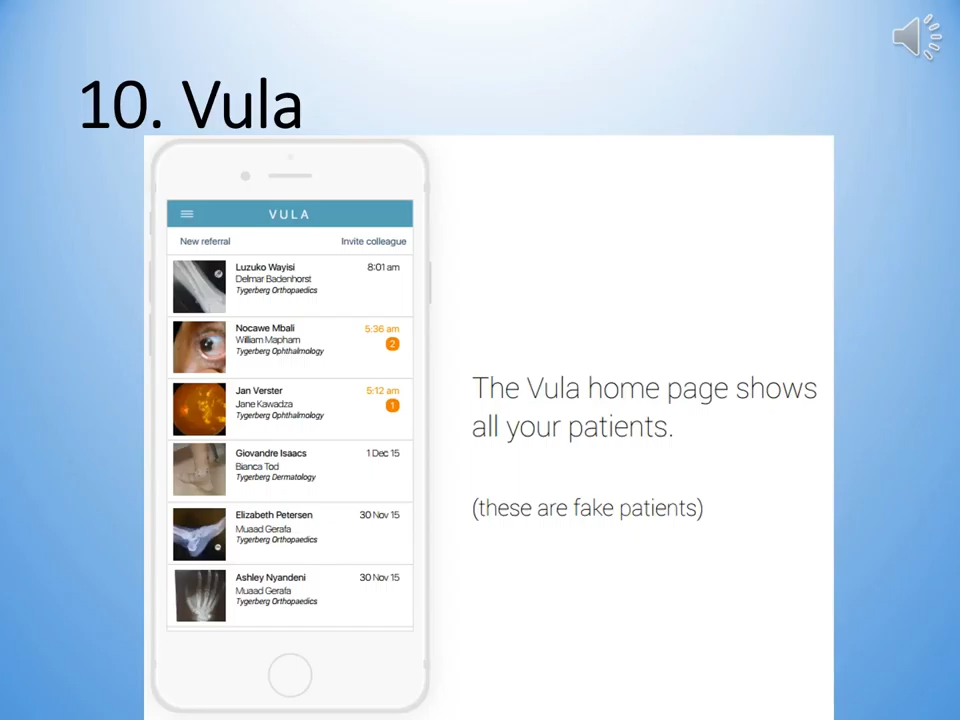 10. Vula
VULA
New referral Invite colleague
Luzuko Wayisi 8:01 am
Delmar Badenhorst
Tygerberg Orthopaedics
Nocawe Mbali 5:36 am
William Mapham 2
Tygerberg Ophthalmology
Jan Verster 5:12 am
Jane Kawadza 1
Tygerberg Ophthalmology
Giovandre Isaacs 1 Dec 15
Bianca Tod
Tygerberg Dermatology
Elizabeth Petersen 30 Nov 15
Muaad Gerafa
Tygerberg Orthopaedics
Ashley Nyandeni 30 Nov 15
Muaad Gerafa
Tygerberg Orthopaedics
The Vula home page shows
all your patients.
(these are fake patients)